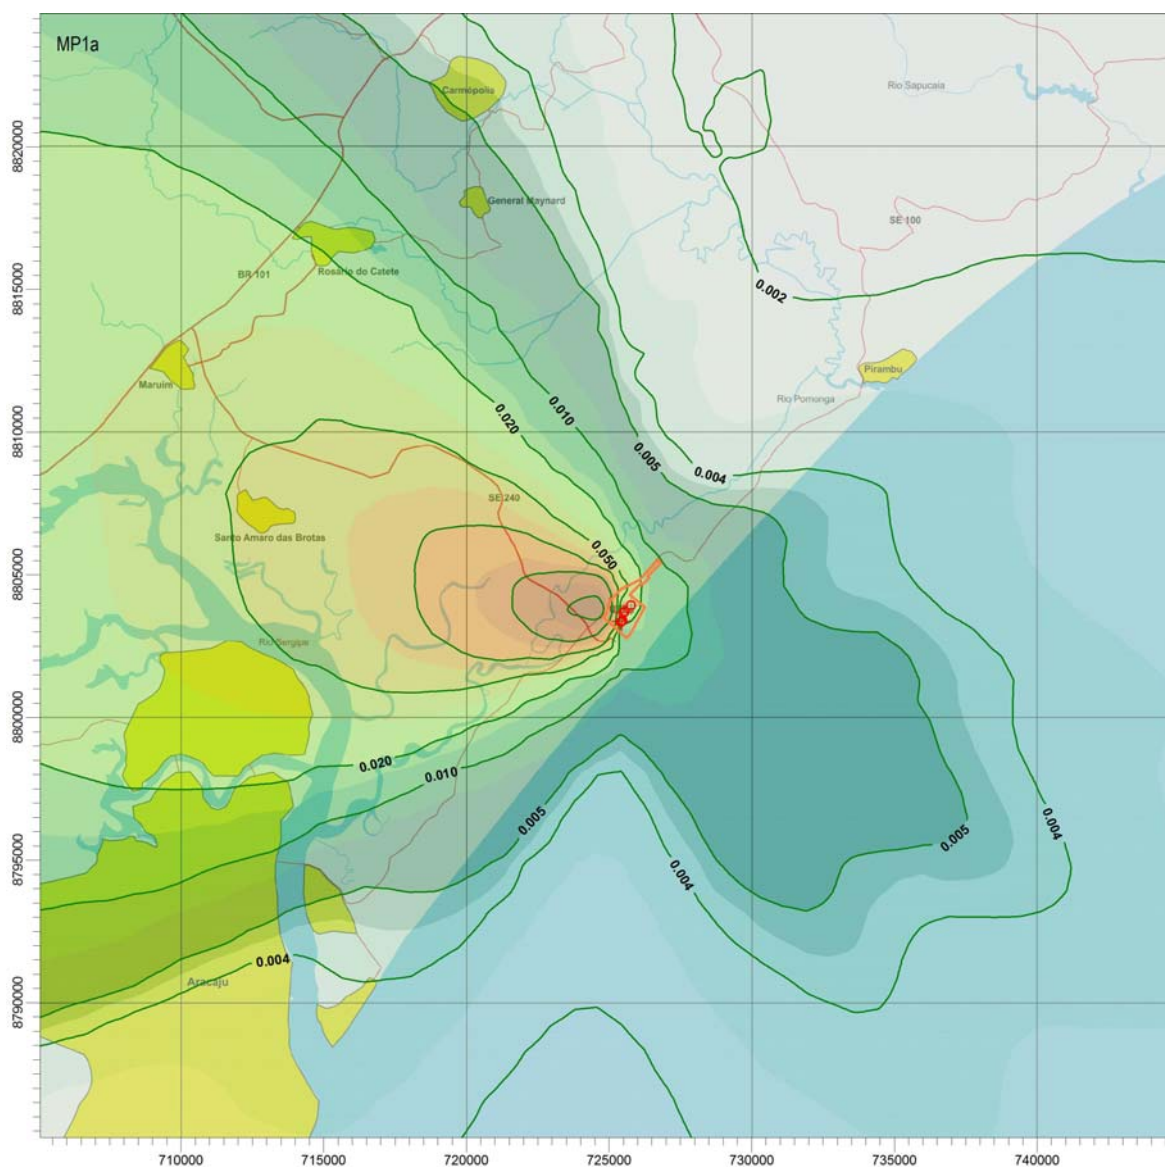 MP1a
Carmópolis
Rio Sapucaia
8820000
General Maynard
SE 100
Rosário do Catete
BR 101
8815000
0.002
Maruim
Pirambu
Rio Pomonga
0.020
0.010
8810000
0.005
0.004
SE 240
Santo Amaro das Brotas
0.050
8805000
Rio Sergipe
8800000
0.020
0.010
0.005
0.004
0.005
8795000
0.004
0.004
Aracaju
8790000
710000
715000
720000
725000
730000
735000
740000